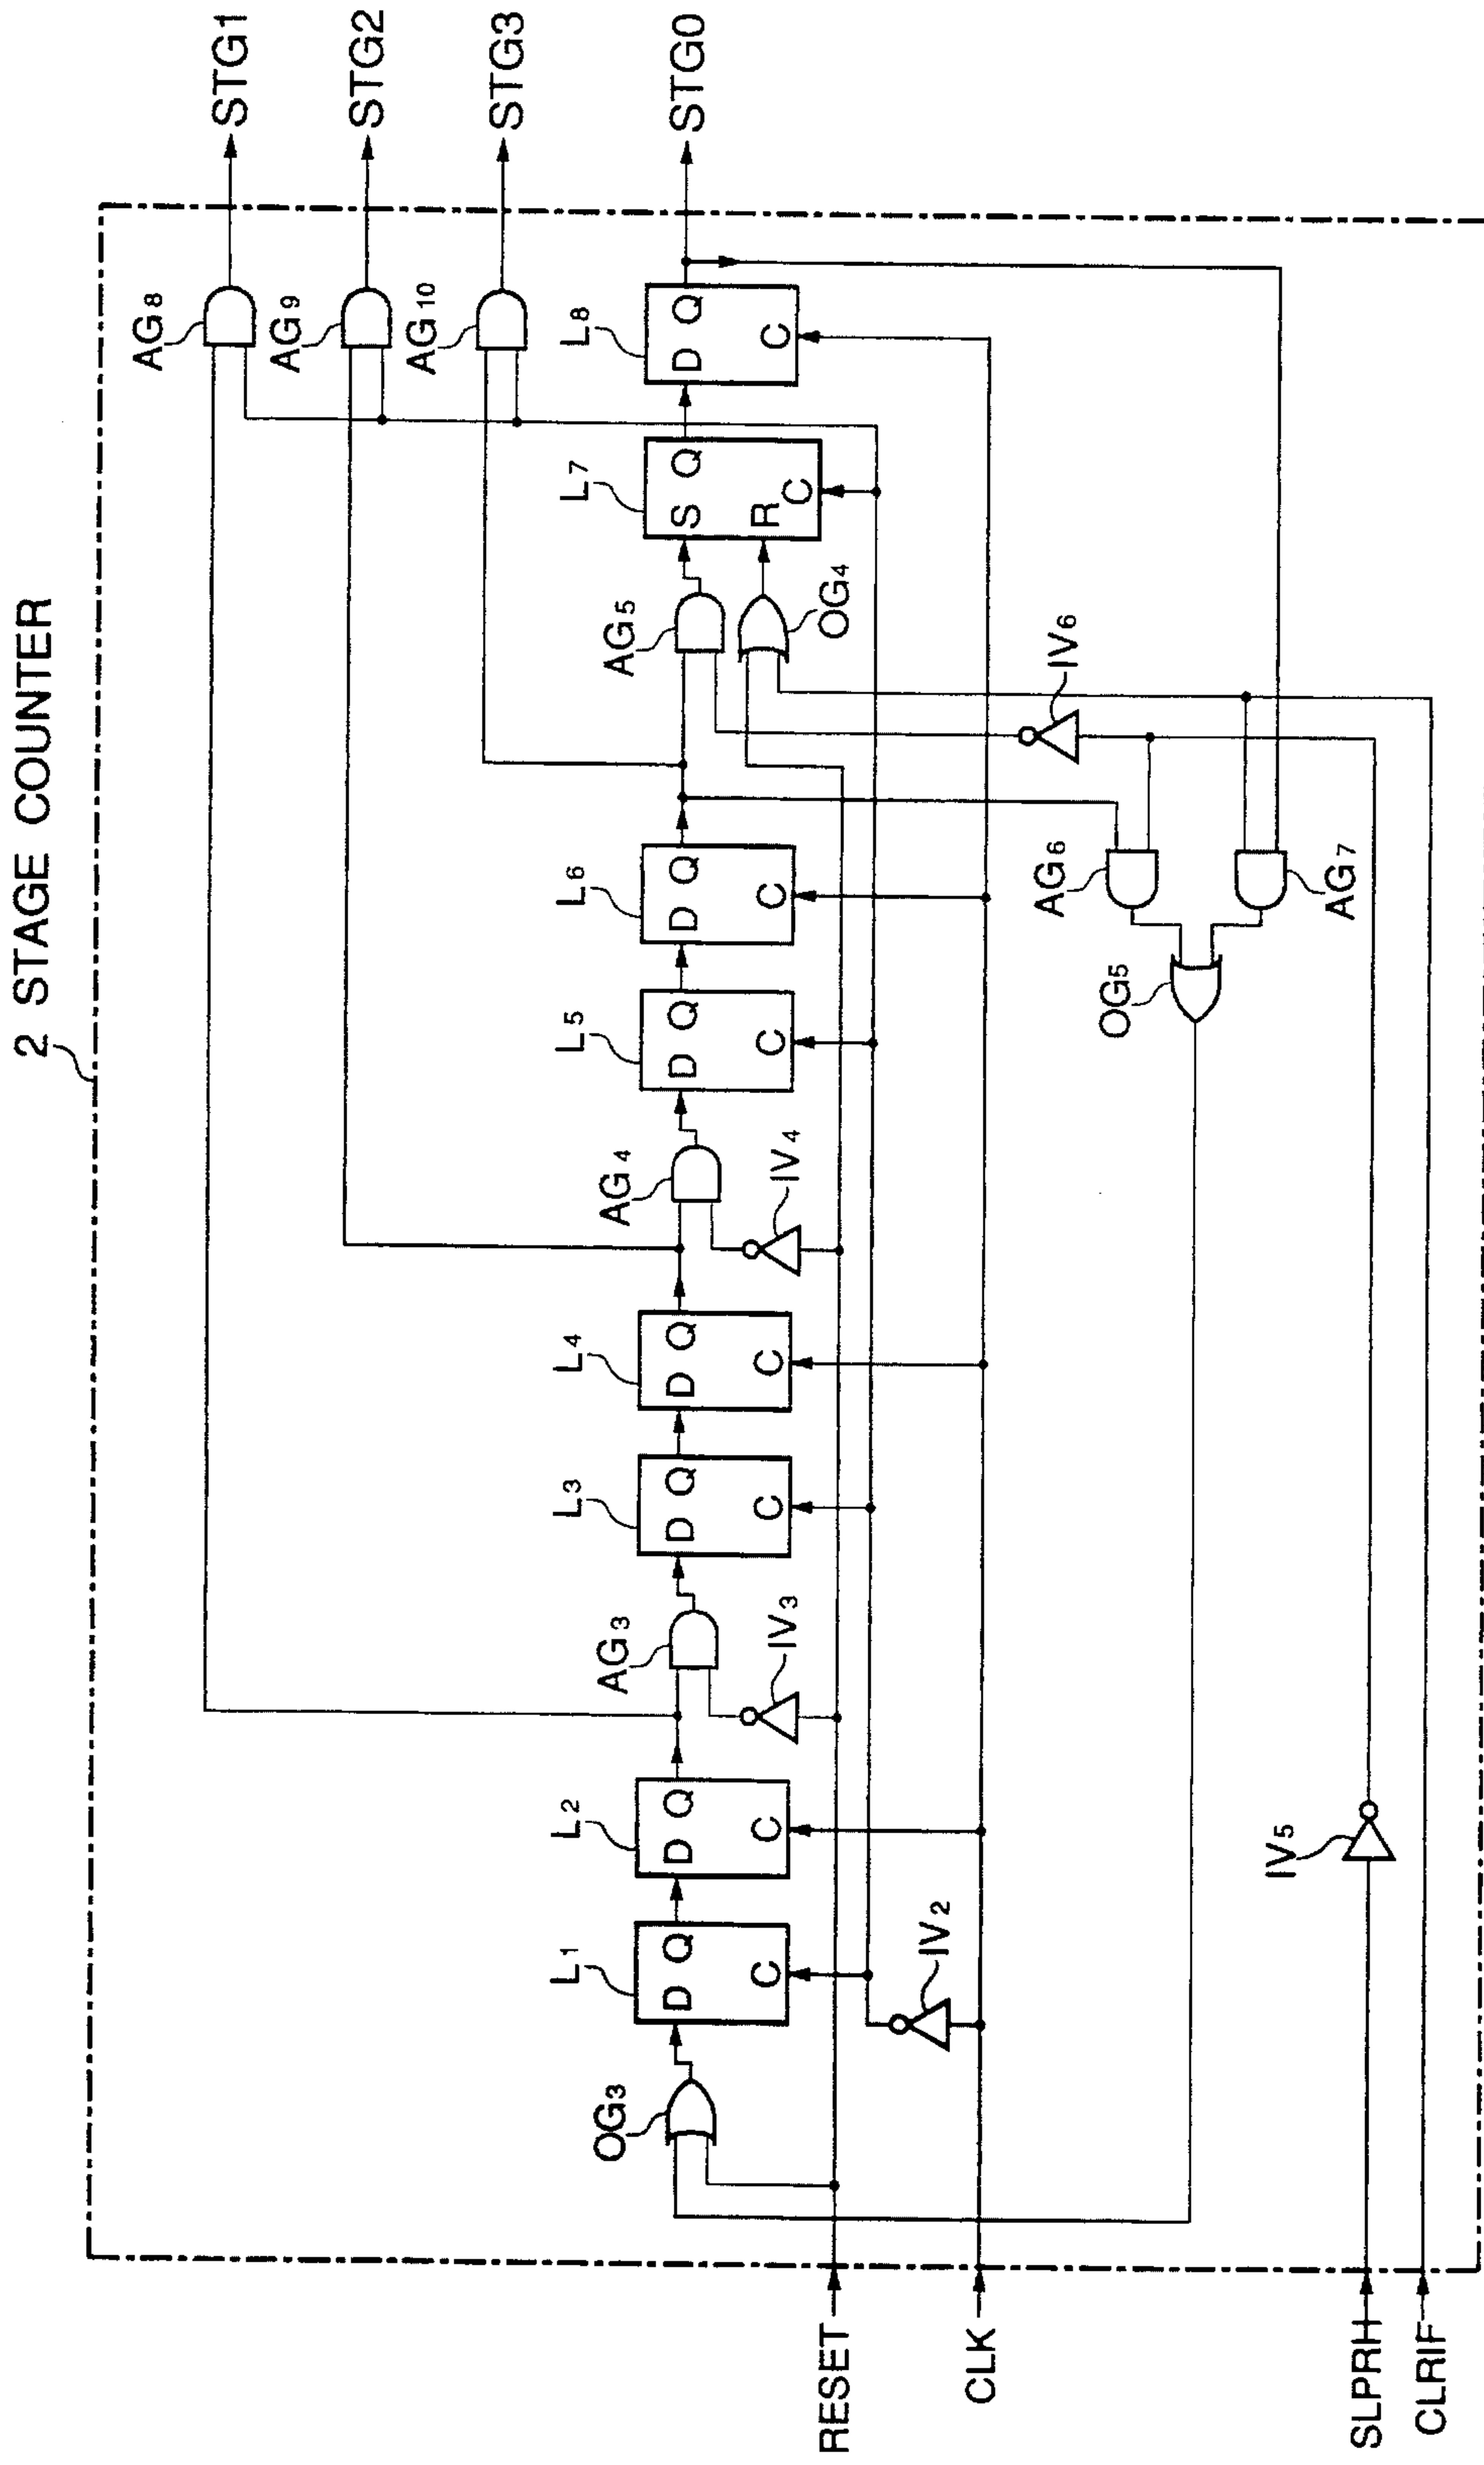 2 STAGE COUNTER
AG8
STG1
AG9
STG2
AG10
STG3
OG3
L1
D Q
C
L2
D Q
C
AG3
L3
D Q
C
L4
D Q
C
AG4
L5
D Q
C
L6
D Q
C
AG5
L7
S Q
R
C
L8
D Q
C
STG0
IV3
IV4
OG4
RESET
IV2
IV6
CLK
OG5
AG6
AG7
IV5
SLPRH
CLRIF